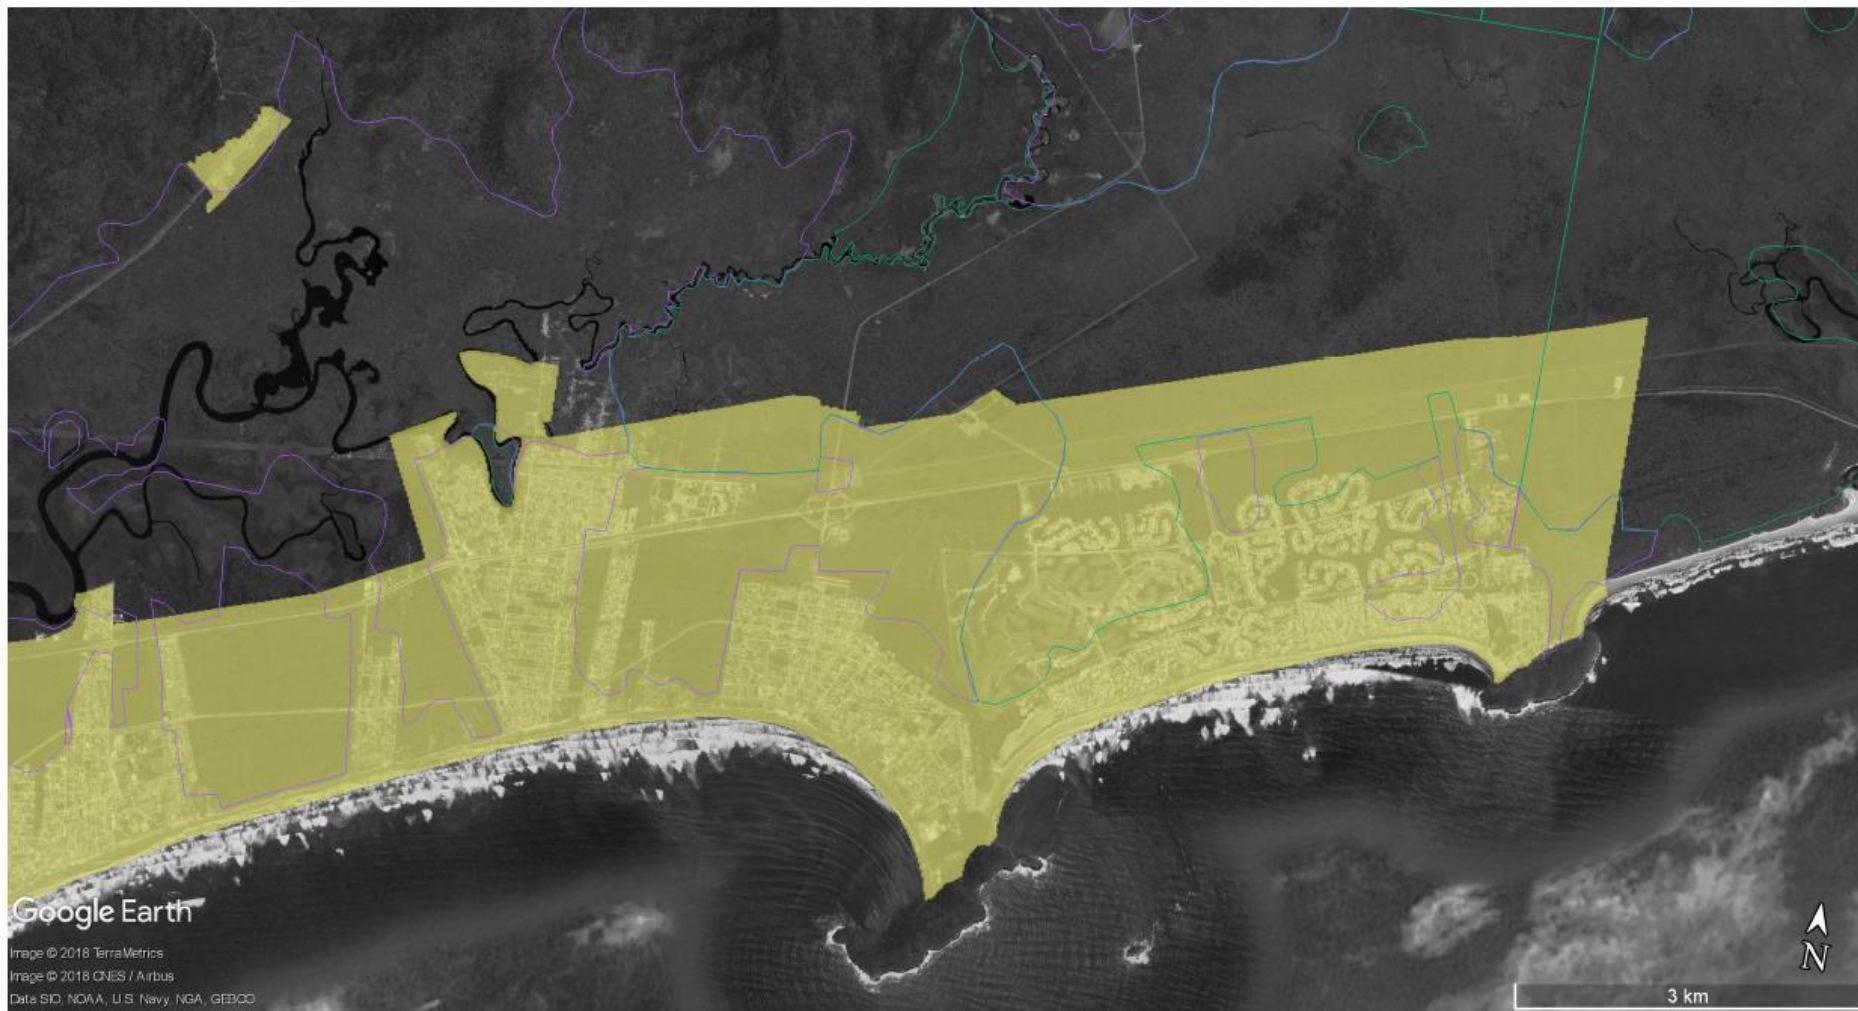 Google Earth
Image © 2018 TerraMetrics
Image © 2018 CNES / Airbus
Data SIO, NOAA, U.S. Navy, NGA, GEBCO
N
3 km